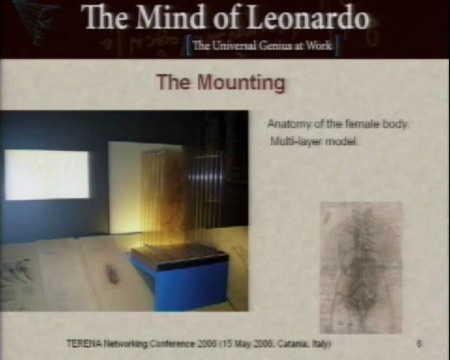 The Mind of Leonardo
[The Universal Genius at Work]
The Mounting
Anatomy of the female body.
Multi-layer model.
TERENA Networking Conference 2006 (15 May 2006, Catania, Italy)
6